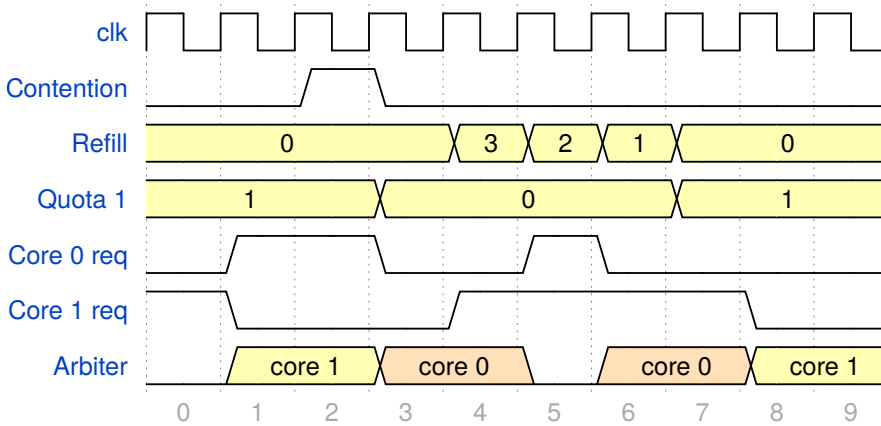 clk
Contention
Refill 0 3 2 1 0
Quota 1 1 0 1
Core 0 req
Core 1 req
Arbiter core 1 core 0 core 0 core 1
0 1 2 3 4 5 6 7 8 9